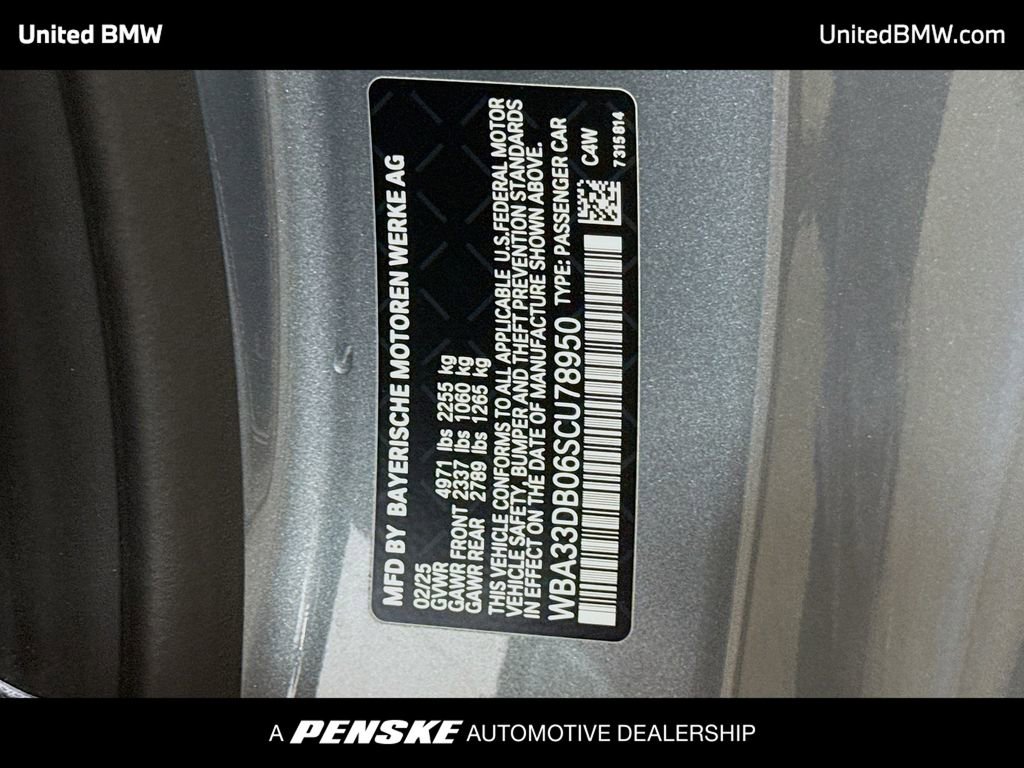 United BMW
UnitedBMW.com
MFD BY BAYERISCHE MOTOREN WERKE AG
02/25
GVWR 4971 lbs 2255 kg
GAWR FRONT 2337 lbs 1060 kg
GAWR REAR 2789 lbs 1265 kg
THIS VEHICLE CONFORMS TO ALL APPLICABLE U.S.FEDERAL MOTOR
VEHICLE SAFETY, BUMPER AND THEFT PREVENTION STANDARDS
IN EFFECT ON THE DATE OF MANUFACTURE SHOWN ABOVE.
WBA33DB06SCU78950 TYPE: PASSENGER CAR
C4W
7315814
A PENSKE AUTOMOTIVE DEALERSHIP